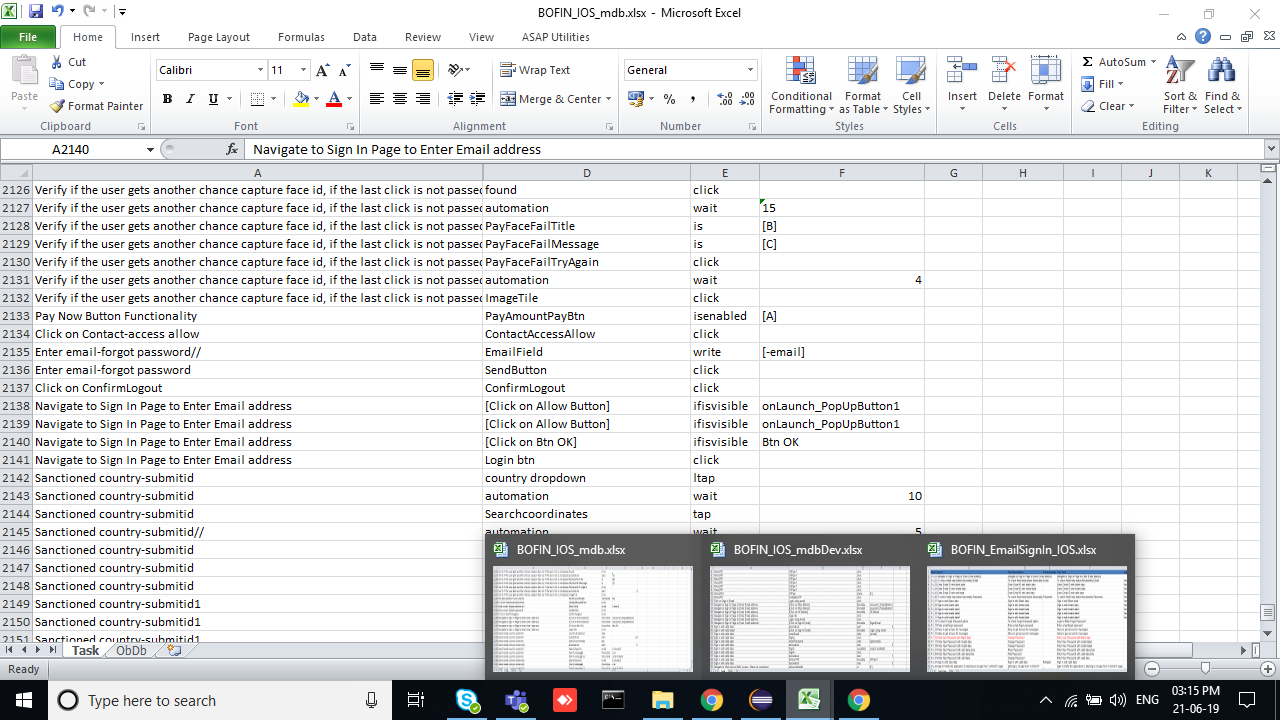 BOFIN_IOS_mdb.xlsx - Microsoft Excel
File Home Insert Page Layout Formulas Data Review View ASAP Utilities
Paste Cut Copy Format Painter Clipboard
Calibri 11 B I U A A A Font
Wrap Text Merge & Center Alignment
General % , Number
Conditional Formatting Format as Table Cell Styles Styles
Insert Delete Format Cells
Σ AutoSum Fill Clear Sort & Filter Find & Select Editing
A2140 fx Navigate to Sign In Page to Enter Email address
A D E F G H I J K
2126 Verify if the user gets another chance capture face id, if the last click is not passed found click
2127 Verify if the user gets another chance capture face id, if the last click is not passed automation wait 15
2128 Verify if the user gets another chance capture face id, if the last click is not passed PayFaceFailTitle is [B]
2129 Verify if the user gets another chance capture face id, if the last click is not passed PayFaceFailMessage is [C]
2130 Verify if the user gets another chance capture face id, if the last click is not passed PayFaceFailTryAgain click
2131 Verify if the user gets another chance capture face id, if the last click is not passed automation wait 4
2132 Verify if the user gets another chance capture face id, if the last click is not passed ImageTile click
2133 Pay Now Button Functionality PayAmountPayBtn isenabled [A]
2134 Click on Contact-access allow ContactAccessAllow click
2135 Enter email-forgot password// EmailField write [-email]
2136 Enter email-forgot password SendButton click
2137 Click on ConfirmLogout ConfirmLogout click
2138 Navigate to Sign In Page to Enter Email address [Click on Allow Button] ifisvisible onLaunch_PopUpButton1
2139 Navigate to Sign In Page to Enter Email address [Click on Allow Button] ifisvisible onLaunch_PopUpButton1
2140 Navigate to Sign In Page to Enter Email address [Click on Btn OK] ifisvisible Btn OK
2141 Navigate to Sign In Page to Enter Email address Login btn click
2142 Sanctioned country-submitid country dropdown ltap
2143 Sanctioned country-submitid automation wait 10
2144 Sanctioned country-submitid Searchcoordinates tap
2145 Sanctioned country-submitid// automation wait 5
2146 Sanctioned country-submitid
2147 Sanctioned country-submitid
2148 Sanctioned country-submitid
2149 Sanctioned country-submitid1
2150 Sanctioned country-submitid1
2151 Sanctioned country-submitid1
BOFIN_IOS_mdb.xlsx BOFIN_IOS_mdbDev.xlsx BOFIN_EmailSignIn_IOS.xlsx
Task ObDb
Ready
Type here to search
ENG 03:15 PM
21-06-19